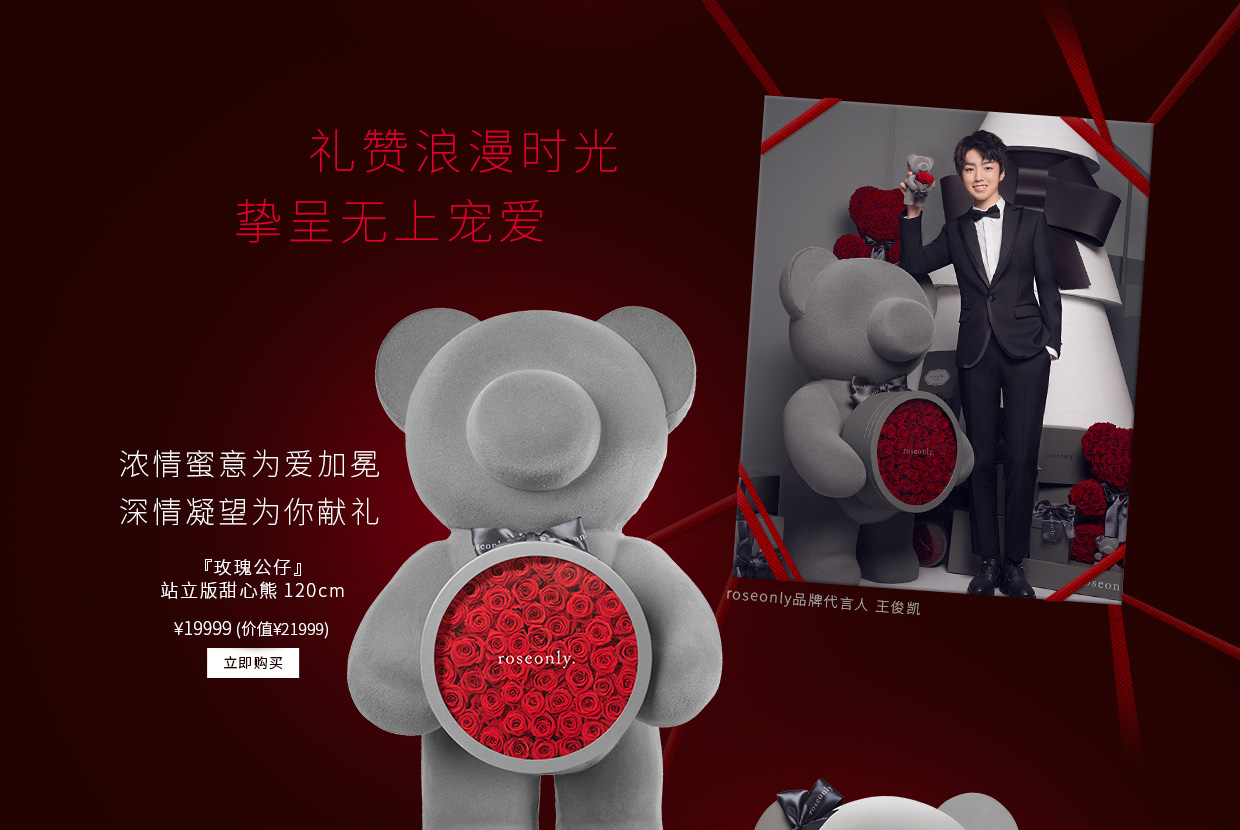 礼赞浪漫时光
挚呈无上宠爱
浓情蜜意为爱加冕
深情凝望为你献礼
『玫瑰公仔』
站立版甜心熊 120cm
¥19999 (价值¥21999)
立即购买
roseonly.
roseonly.
roseonly品牌代言人 王俊凯
roseonly